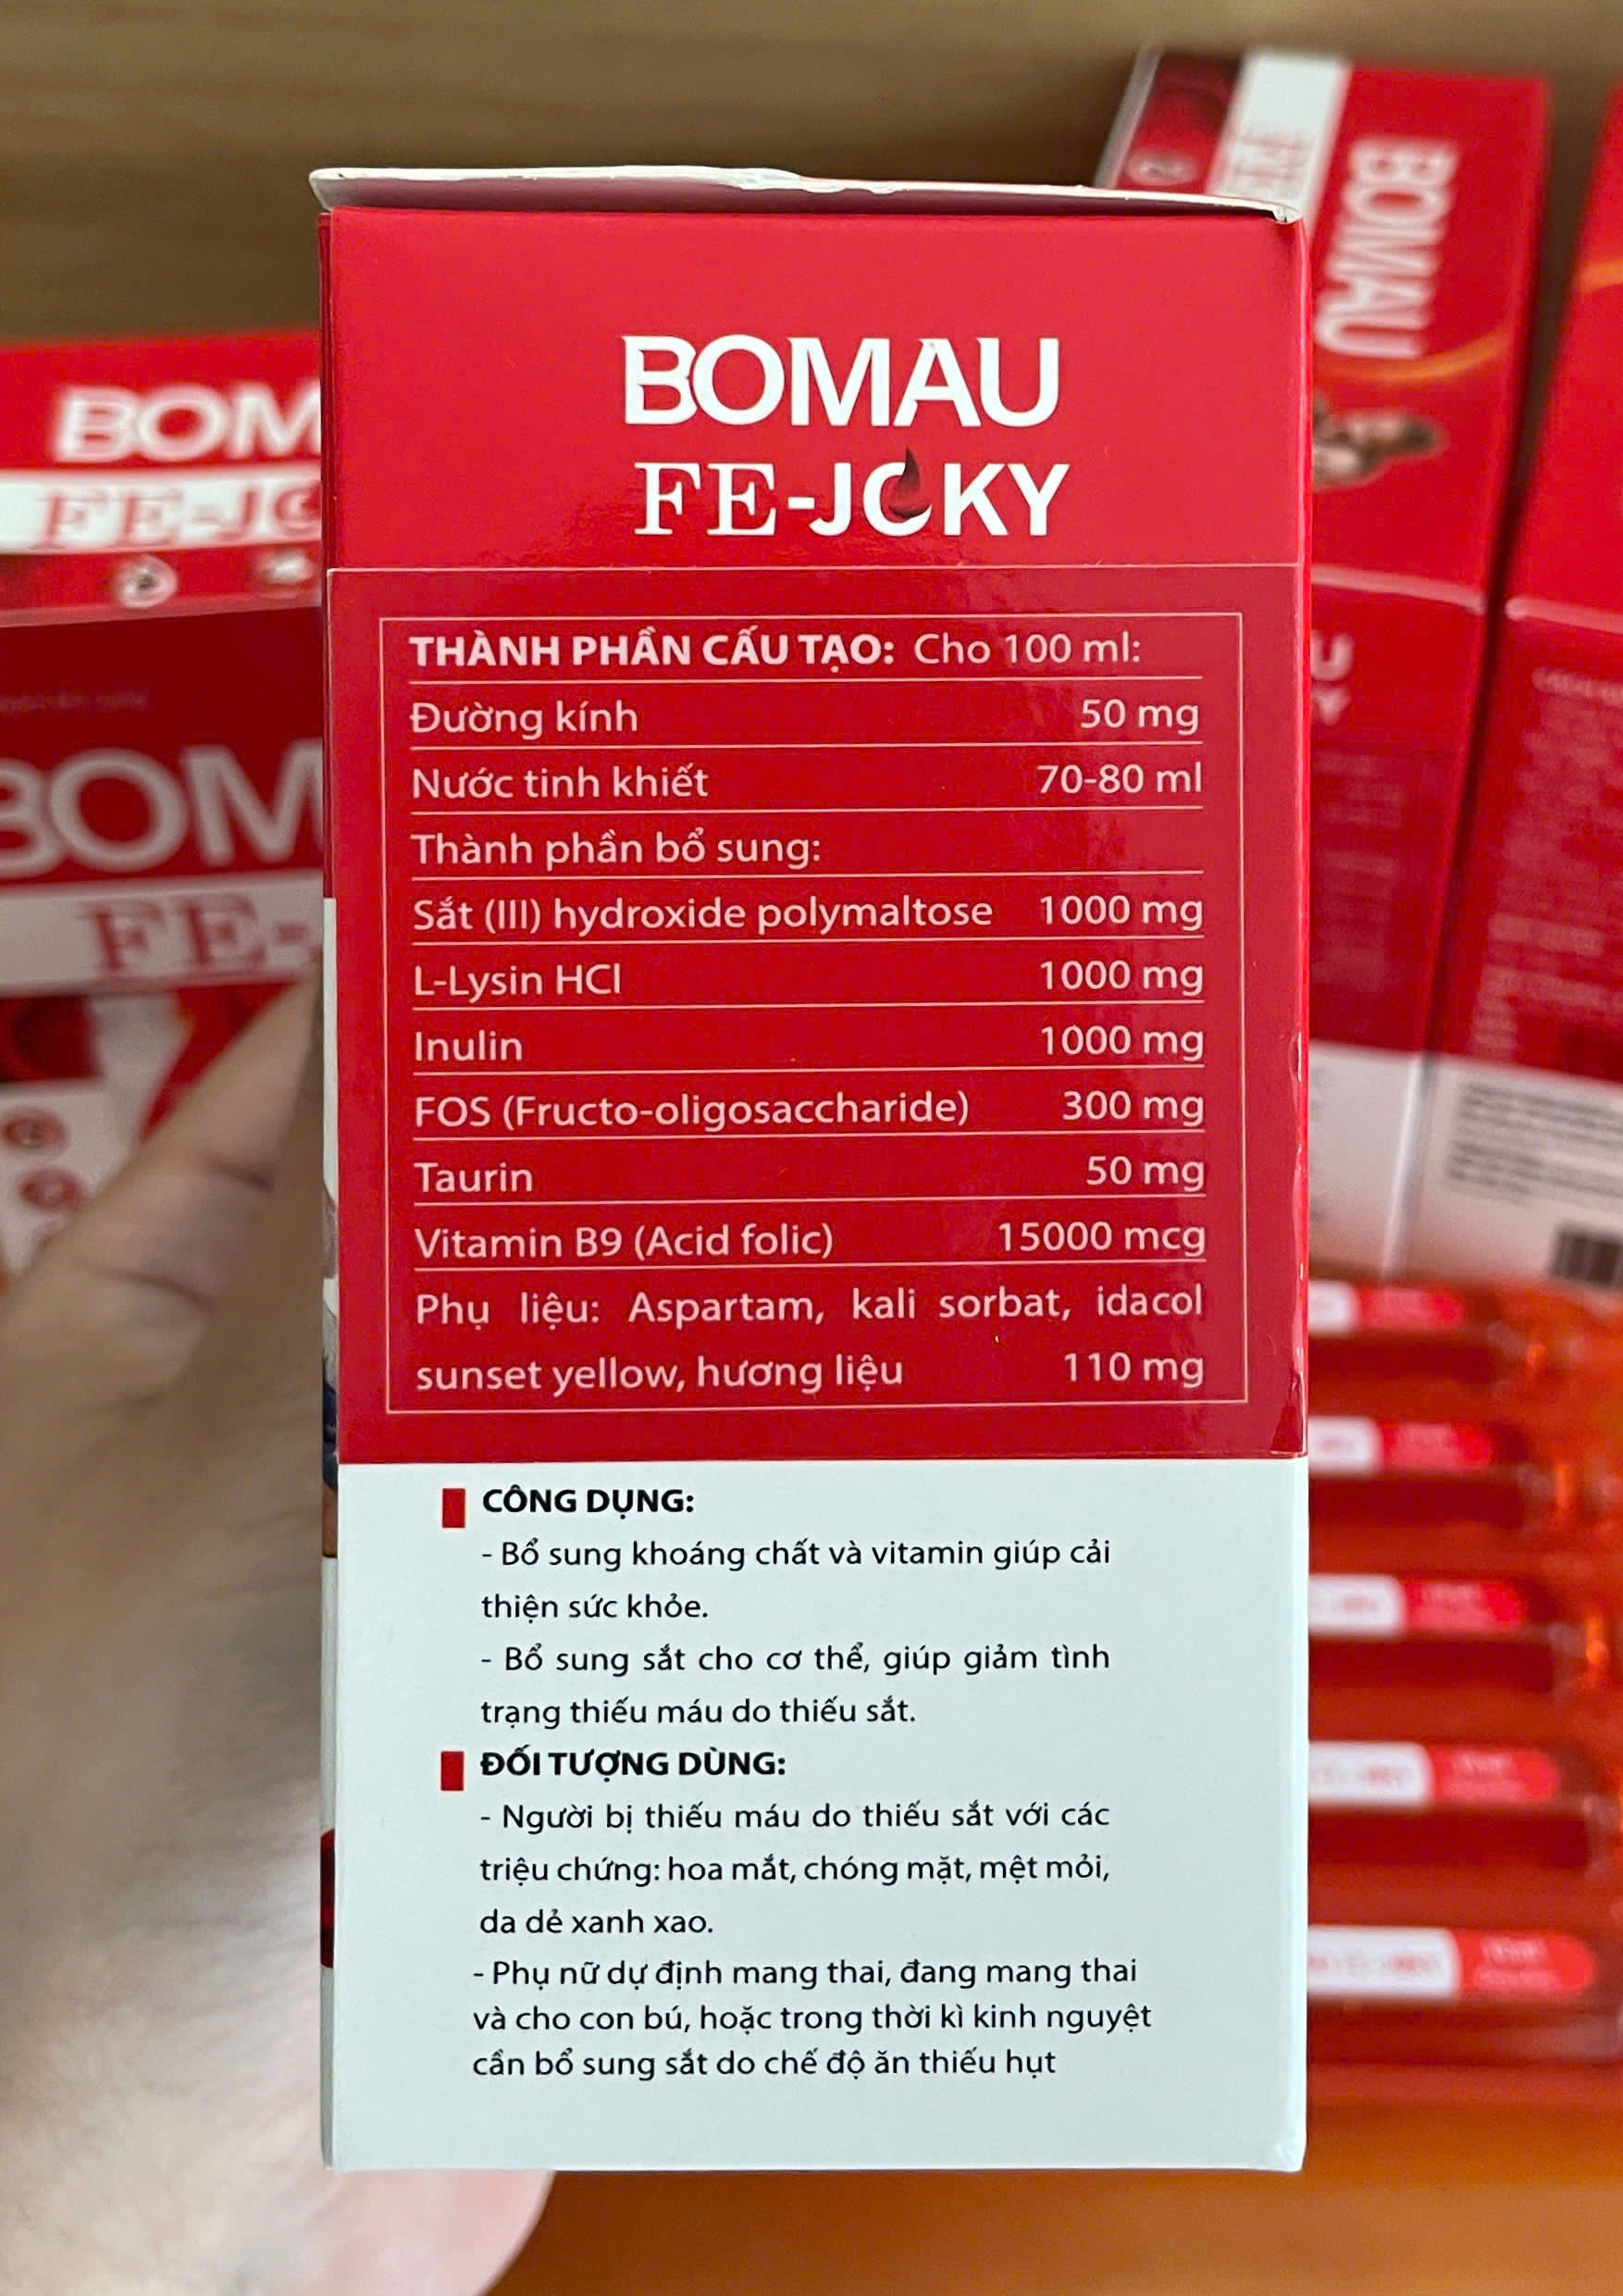 BOMAU
FE-JOKY
THÀNH PHẦN CẤU TẠO: Cho 100 ml:
Đường kính 50 mg
Nước tinh khiết 70-80 ml
Thành phần bổ sung:
Sắt (III) hydroxide polymaltose 1000 mg
L-Lysin HCl 1000 mg
Inulin 1000 mg
FOS (Fructo-oligosaccharide) 300 mg
Taurin 50 mg
Vitamin B9 (Acid folic) 15000 mcg
Phụ liệu: Aspartam, kali sorbat, idacol
sunset yellow, hương liệu 110 mg
CÔNG DỤNG:
- Bổ sung khoáng chất và vitamin giúp cải
thiện sức khỏe.
- Bổ sung sắt cho cơ thể, giúp giảm tình
trạng thiếu máu do thiếu sắt.
ĐỐI TƯỢNG DÙNG:
- Người bị thiếu máu do thiếu sắt với các
triệu chứng: hoa mắt, chóng mặt, mệt mỏi,
da dẻ xanh xao.
- Phụ nữ dự định mang thai, đang mang thai
và cho con bú, hoặc trong thời kì kinh nguyệt
cần bổ sung sắt do chế độ ăn thiếu hụt
BOM
FE-JO
BOM
FE-
BOMAU